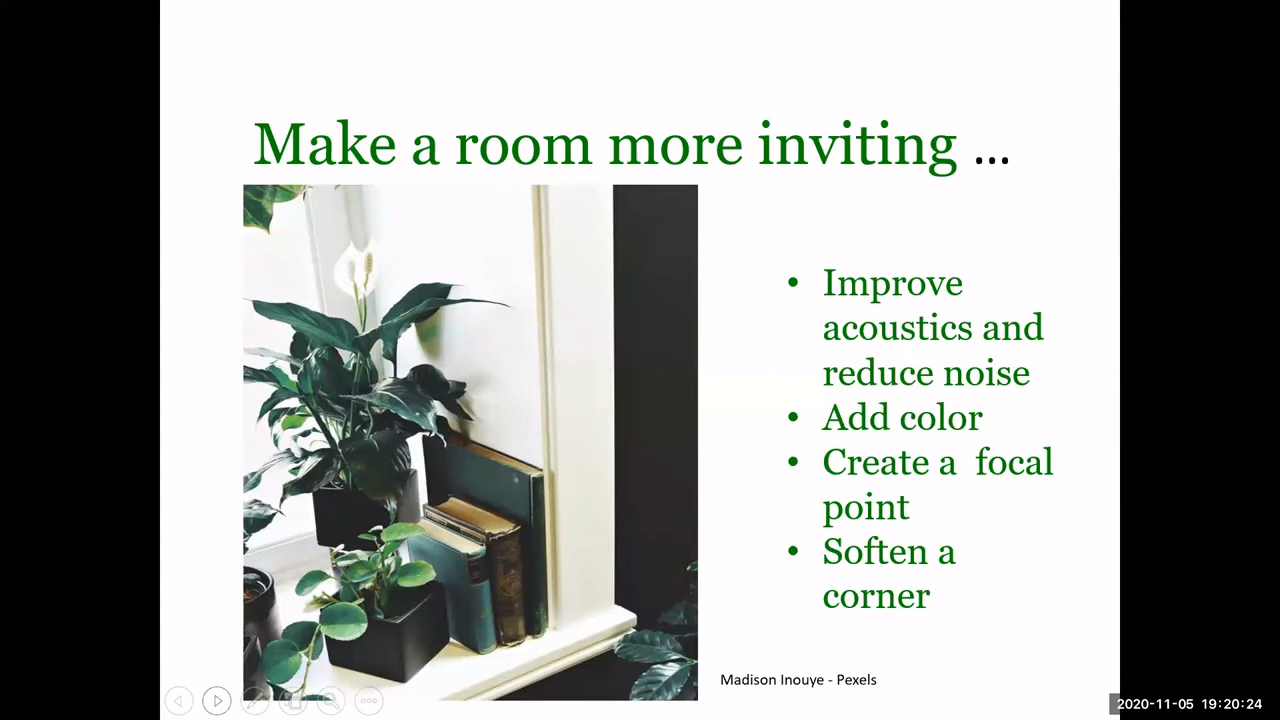 Make a room more inviting ...
• Improve
acoustics and
reduce noise
• Add color
• Create a  focal
point
• Soften a
corner
Madison Inouye - Pexels
2020-11-05 19:20:24